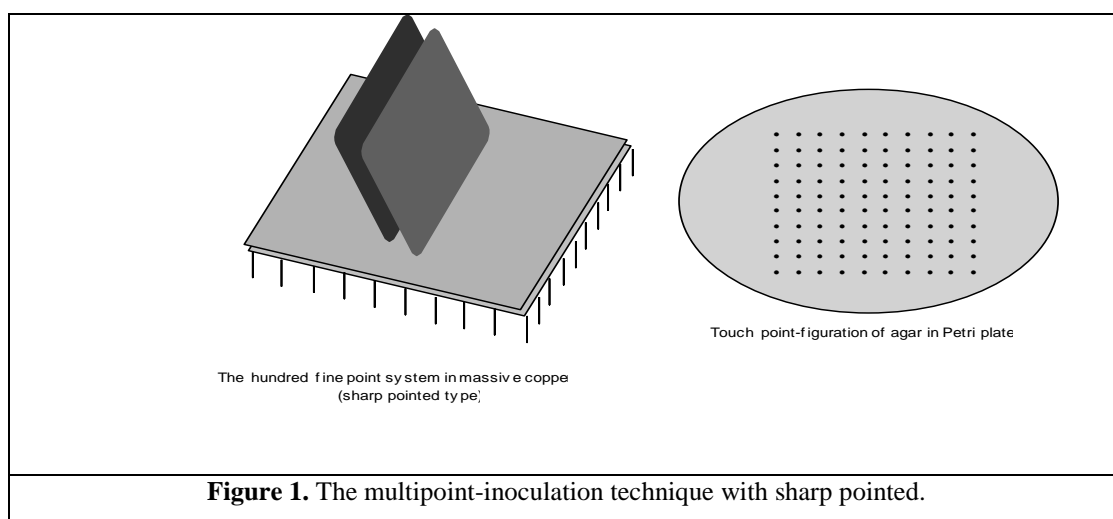 Touch point-figuration of agar in Petri plate
The hundred fine point system in massive coppe
(sharp pointed type)
Figure 1. The multipoint-inoculation technique with sharp pointed.